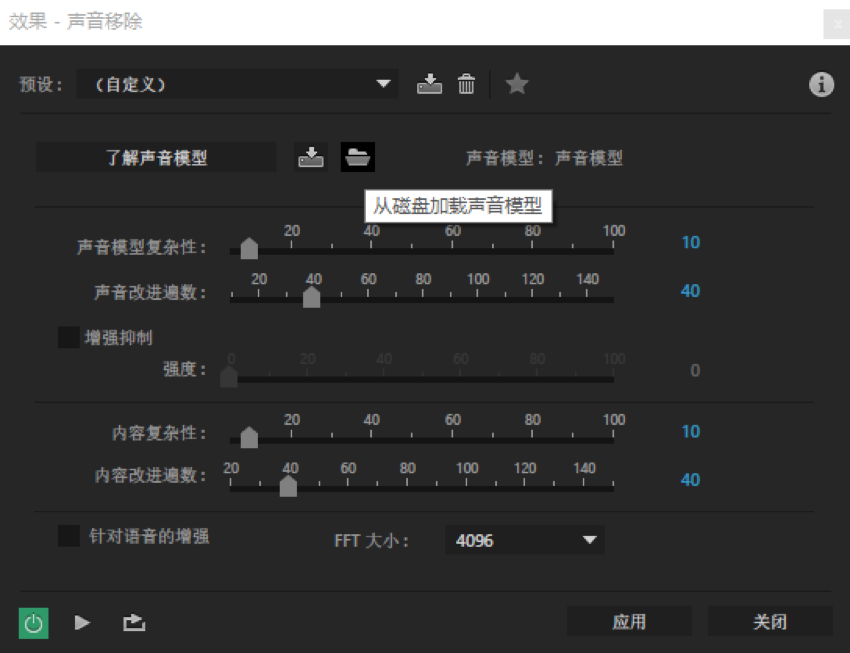 效果 - 声音移除
预设： （自定义）
了解声音模型 声音模型： 声音模型
从磁盘加载声音模型
20 40 60 80 100
声音模型复杂性： 10
20 40 60 80 100 120 140
声音改进遍数： 40
增强抑制
0 20 40 60 80 100
强度： 0
20 40 60 80 100
内容复杂性： 10
20 40 60 80 100 120 140
内容改进遍数： 40
针对语音的增强 FFT 大小： 4096
应用 关闭